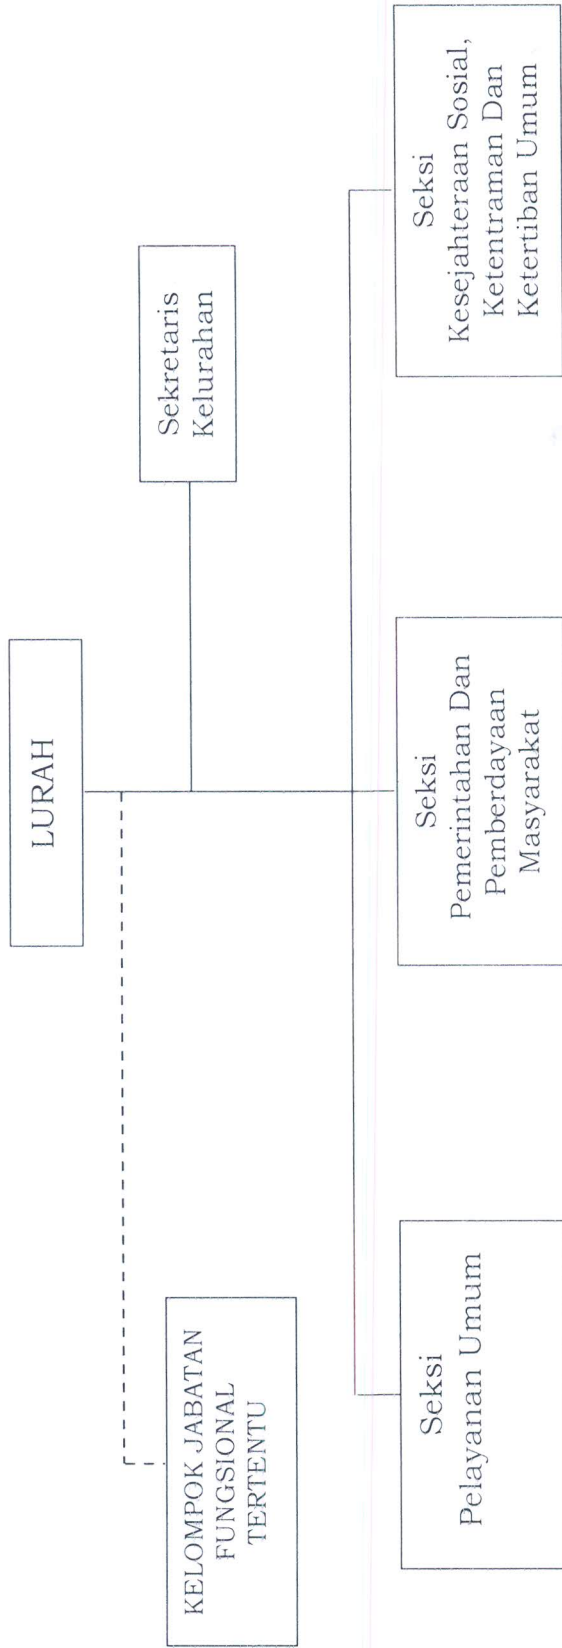 LURAH
Sekretaris
Kelurahan
KELOMPOK JABATAN
FUNGSIONAL
TERTENTU
Seksi
Pelayanan Umum
Seksi
Pemerintahan Dan
Pemberdayaan
Masyarakat
Seksi
Kesejahteraan Sosial,
Ketentraman Dan
Ketertiban Umum